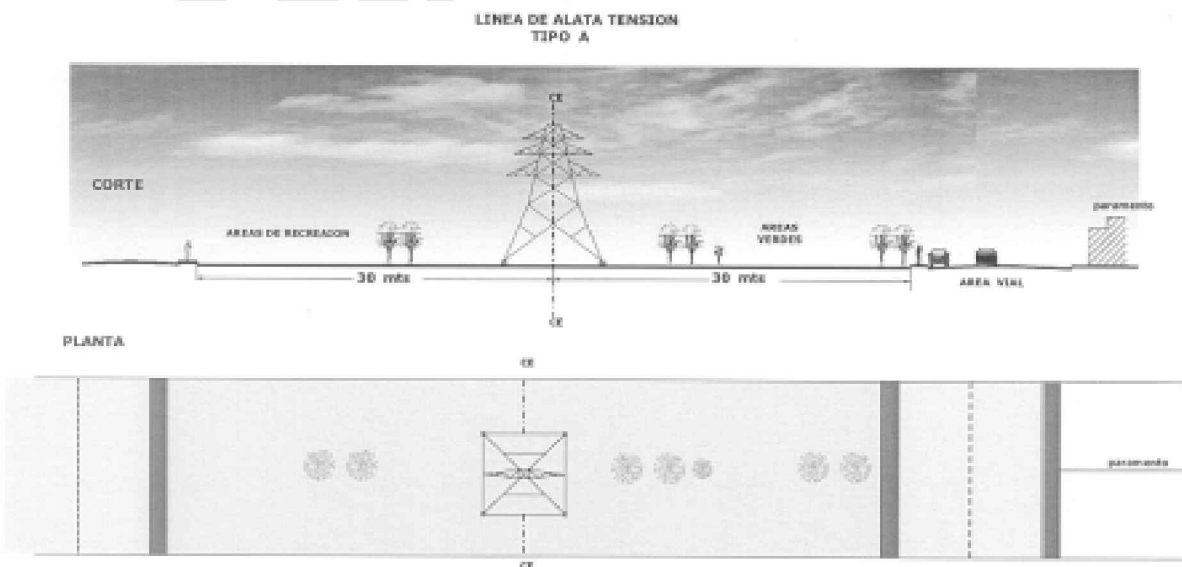 LINEA DE ALATA TENSION
TIPO A
CE
CORTE
paramento
AREAS DE RECREACION
AREAS
VERDES
30 mts
30 mts
AREA VIAL
CE
PLANTA
CE
paramento
CE